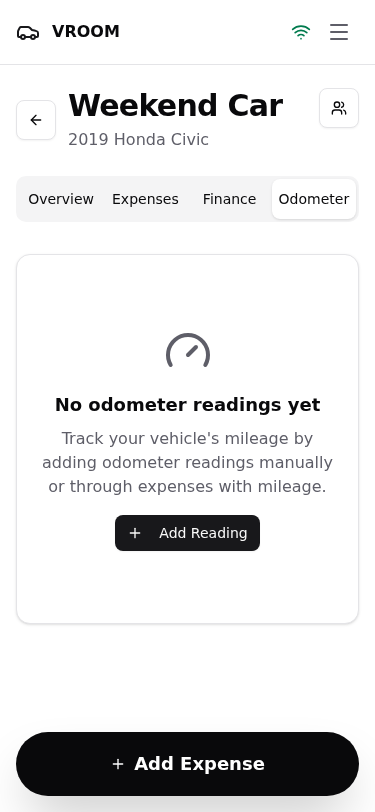 VROOM
Weekend Car
2019 Honda Civic
Overview Expenses Finance Odometer
No odometer readings yet
Track your vehicle's mileage by
adding odometer readings manually
or through expenses with mileage.
+ Add Reading
+ Add Expense